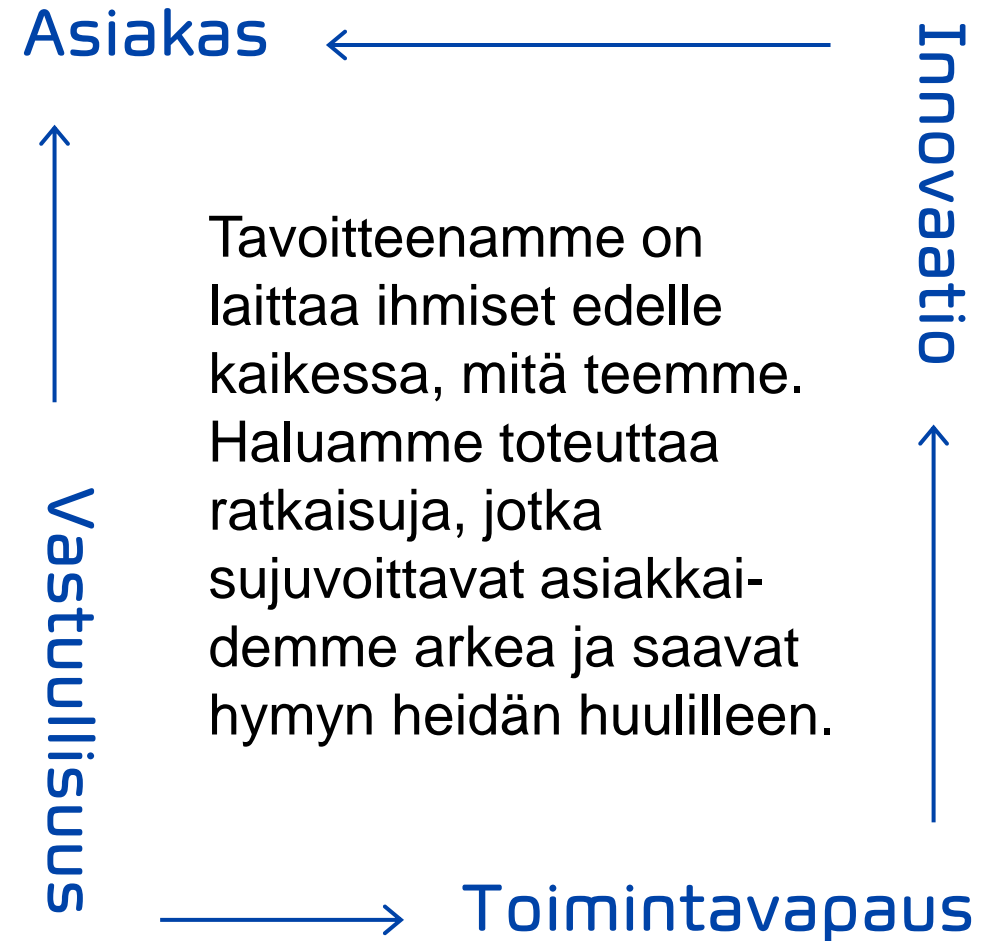 Asiakas
Innovaatio
Tavoitteenamme on
laittaa ihmiset edelle
kaikessa, mitä teemme.
Haluamme toteuttaa
ratkaisuja, jotka
sujuvoittavat asiakkai-
demme arkea ja saavat
hymyn heidän huulilleen.
Vastuullisuus
Toimintavapaus